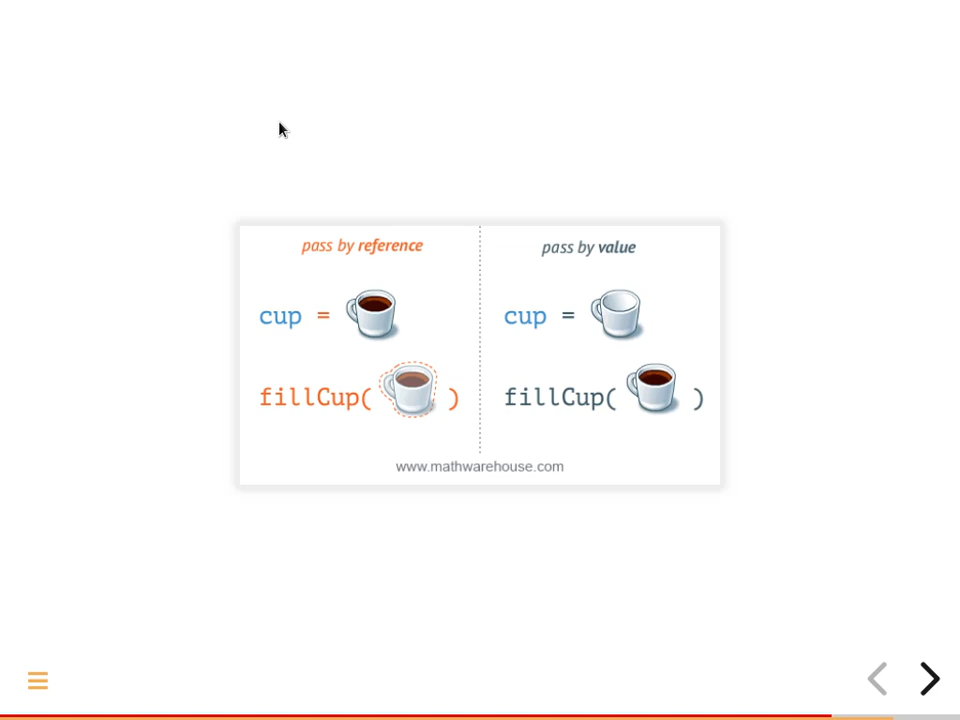 pass by reference
cup =
fillCup( )
pass by value
cup =
fillCup( )
www.mathwarehouse.com